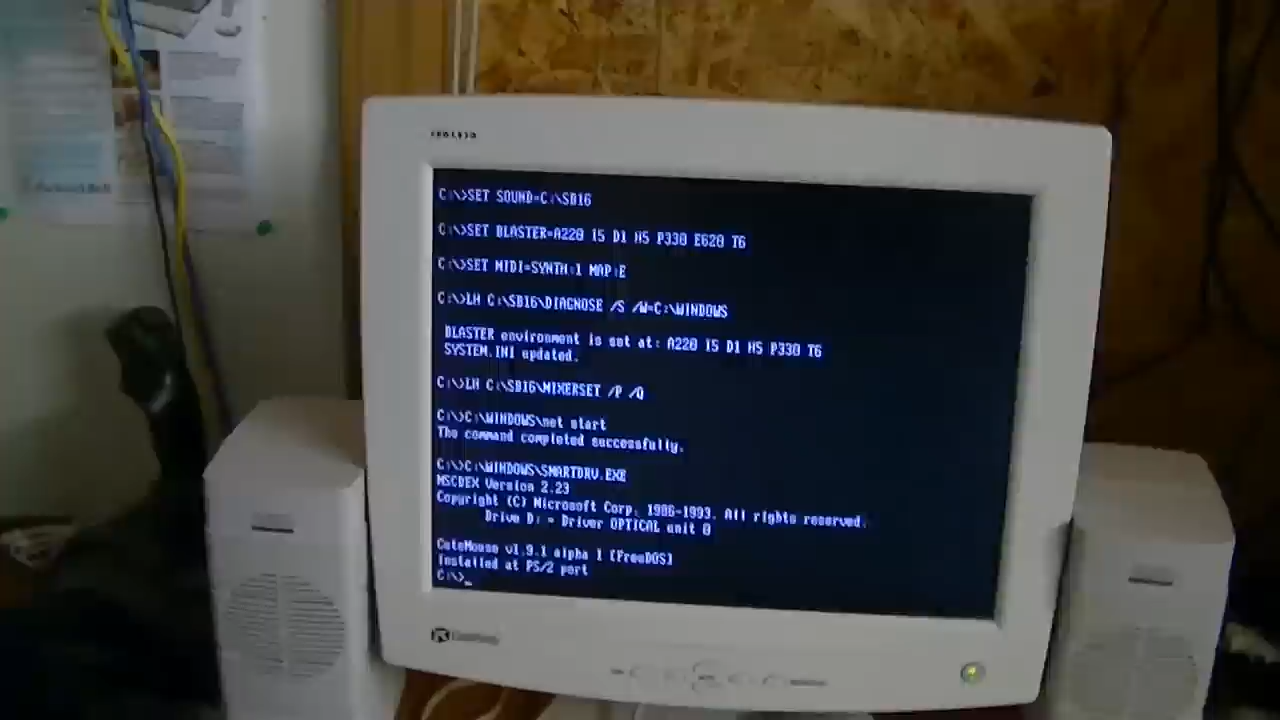 C:\>SET SOUND=C:\SB16
C:\>SET BLASTER=A220 I5 D1 H5 P330 E620 T6
C:\>SET MIDI=SYNTH:1 MAP:E
C:\>LH C:\SB16\DIAGNOSE /S /W=C:\WINDOWS
BLASTER environment is set at: A220 I5 D1 H5 P330 T6
SYSTEM.INI updated.
C:\>LH C:\SB16\MIXERSET /P /Q
C:\>C:\WINDOWS\net start
The command completed successfully.
C:\>C:\WINDOWS\SMARTDRV.EXE
MSCDEX Version 2.23
Copyright (C) Microsoft Corp. 1986-1993. All rights reserved.
Drive D: = Driver OPTICAL unit 0
CuteMouse v1.9.1 alpha 1 [FreeDOS]
Installed at PS/2 port
C:\>_
Gateway
Packard Bell